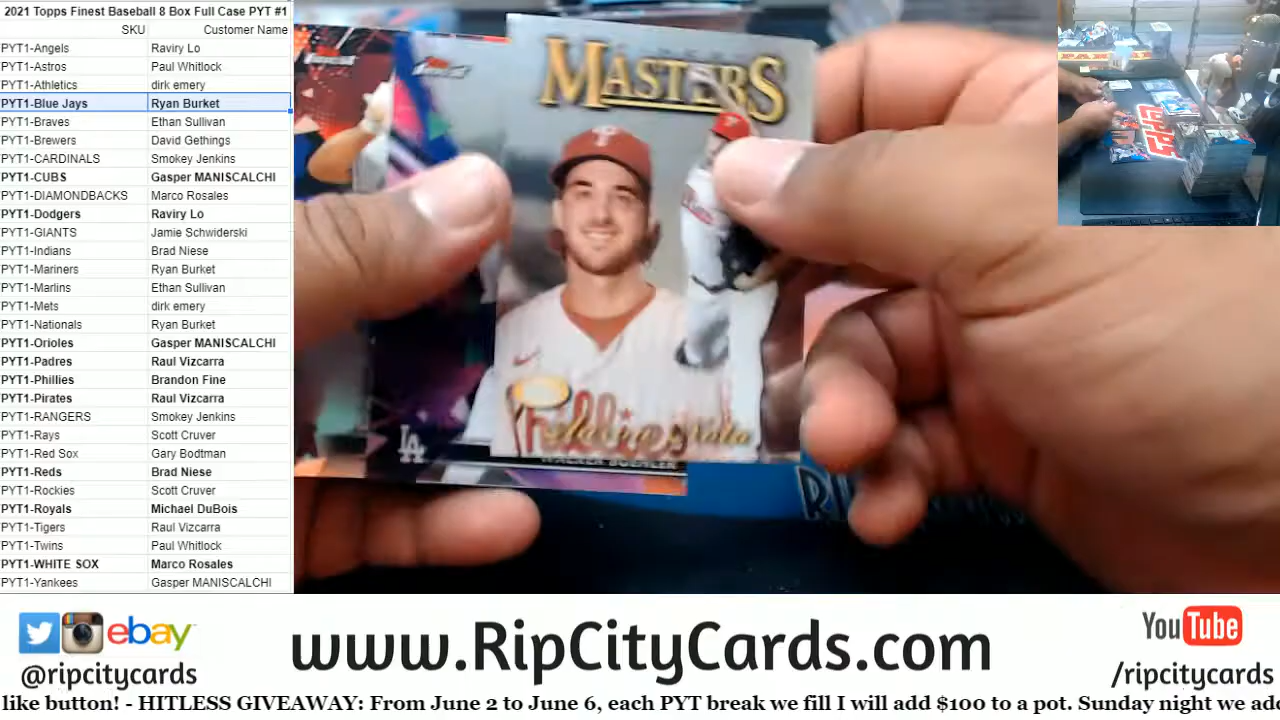 2021 Topps Finest Baseball 8 Box Full Case PYT #1
SKU Customer Name
PYT1-Angels Raviry Lo
PYT1-Astros Paul Whitlock
PYT1-Athletics dirk emery
PYT1-Blue Jays Ryan Burket
PYT1-Braves Ethan Sullivan
PYT1-Brewers David Gethings
PYT1-CARDINALS Smokey Jenkins
PYT1-CUBS Gasper MANISCALCHI
PYT1-DIAMONDBACKS Marco Rosales
PYT1-Dodgers Raviry Lo
PYT1-GIANTS Jamie Schwiderski
PYT1-Indians Brad Niese
PYT1-Mariners Ryan Burket
PYT1-Marlins Ethan Sullivan
PYT1-Mets dirk emery
PYT1-Nationals Ryan Burket
PYT1-Orioles Gasper MANISCALCHI
PYT1-Padres Raul Vizcarra
PYT1-Phillies Brandon Fine
PYT1-Pirates Raul Vizcarra
PYT1-RANGERS Smokey Jenkins
PYT1-Rays Scott Cruver
PYT1-Red Sox Gary Bodtman
PYT1-Reds Brad Niese
PYT1-Rockies Scott Cruver
PYT1-Royals Michael DuBois
PYT1-Tigers Raul Vizcarra
PYT1-Twins Paul Whitlock
PYT1-WHITE SOX Marco Rosales
PYT1-Yankees Gasper MANISCALCHI
MASTERS
Phillies
LA
WALKER BUEHLER
TOPPS
ebay
@ripcitycards
www.RipCityCards.com
YouTube
/ripcitycards
like button! - HITLESS GIVEAWAY: From June 2 to June 6, each PYT break we fill I will add $100 to a pot. Sunday night we add